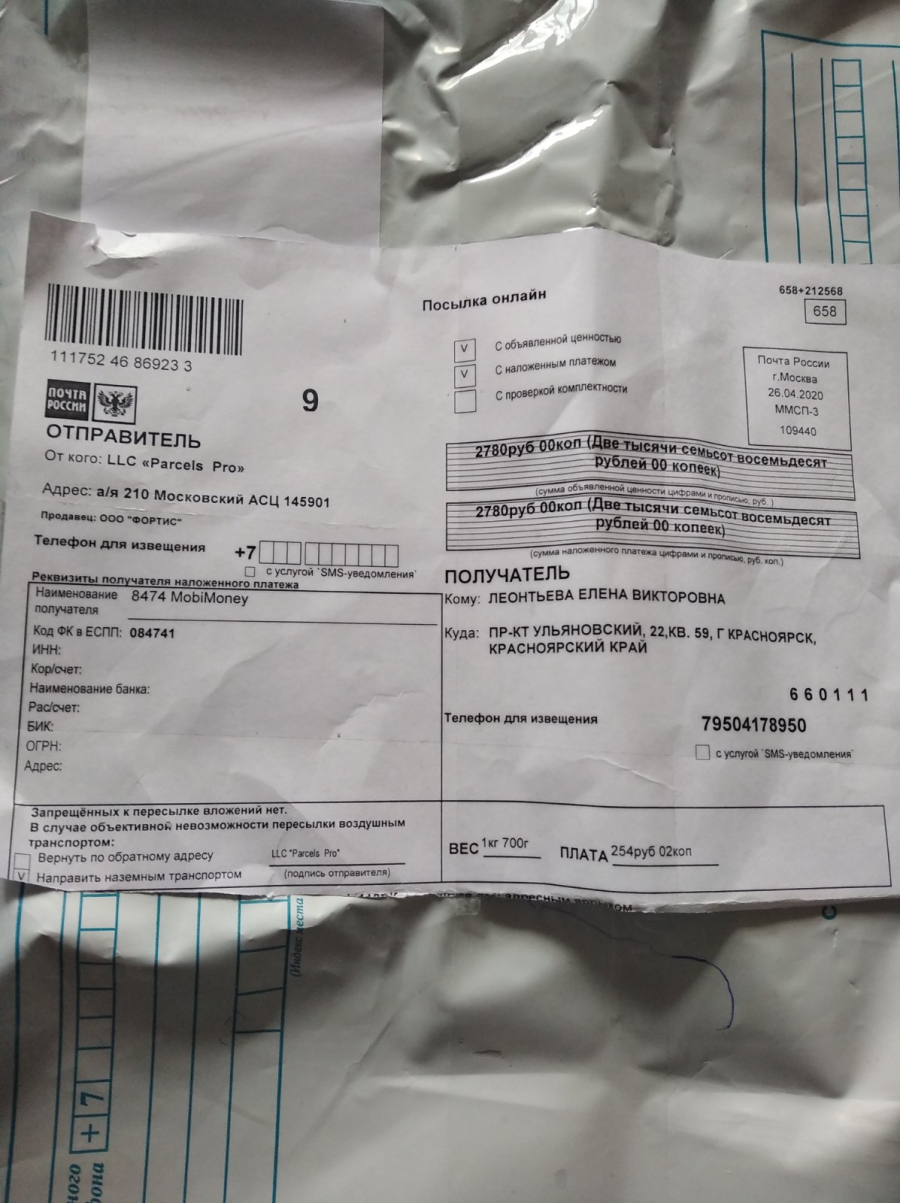 658+212568
658
Посылка онлайн
111752 46 86923 3
V С объявленной ценностью
V С наложенным платежом
С проверкой комплектности
Почта России
г.Москва
26.04.2020
ММСП-3
109440
ПОЧТА
РОССИИ
9
ОТПРАВИТЕЛЬ
От кого: LLC «Parcels Pro»
Адрес: а/я 210 Московский АСЦ 145901
Продавец: ООО "ФОРТИС"
Телефон для извещения +7
с услугой `SMS-уведомления"
2780руб 00коп (Две тысячи семьсот восемьдесят
рублей 00 копеек)
(сумма объявленной ценности цифрами и прописью, руб. )
2780руб 00коп (Две тысячи семьсот восемьдесят
рублей 00 копеек)
(сумма наложенного платежа цифрами и прописью, руб. коп.)
Реквизиты получателя наложенного платежа
Наименование 8474 MobiMoney
получателя
Код ФК в ЕСПП: 084741
ИНН:
Кор/счет:
Наименование банка:
Рас/счет:
БИК:
ОГРН:
Адрес:
ПОЛУЧАТЕЛЬ
Кому: ЛЕОНТЬЕВА ЕЛЕНА ВИКТОРОВНА
Куда: ПР-КТ УЛЬЯНОВСКИЙ, 22,КВ. 59, Г КРАСНОЯРСК,
КРАСНОЯРСКИЙ КРАЙ
660111
Телефон для извещения 79504178950
с услугой `SMS-уведомления"
Запрещённых к пересылке вложений нет.
В случае объективной невозможности пересылки воздушным
транспортом:
Вернуть по обратному адресу LLC "Parcels Pro"
V Направить наземным транспортом (подпись отправителя)
ВЕС 1кг 700г ПЛАТА 254руб 02коп
адресным
(Индекс места
+7